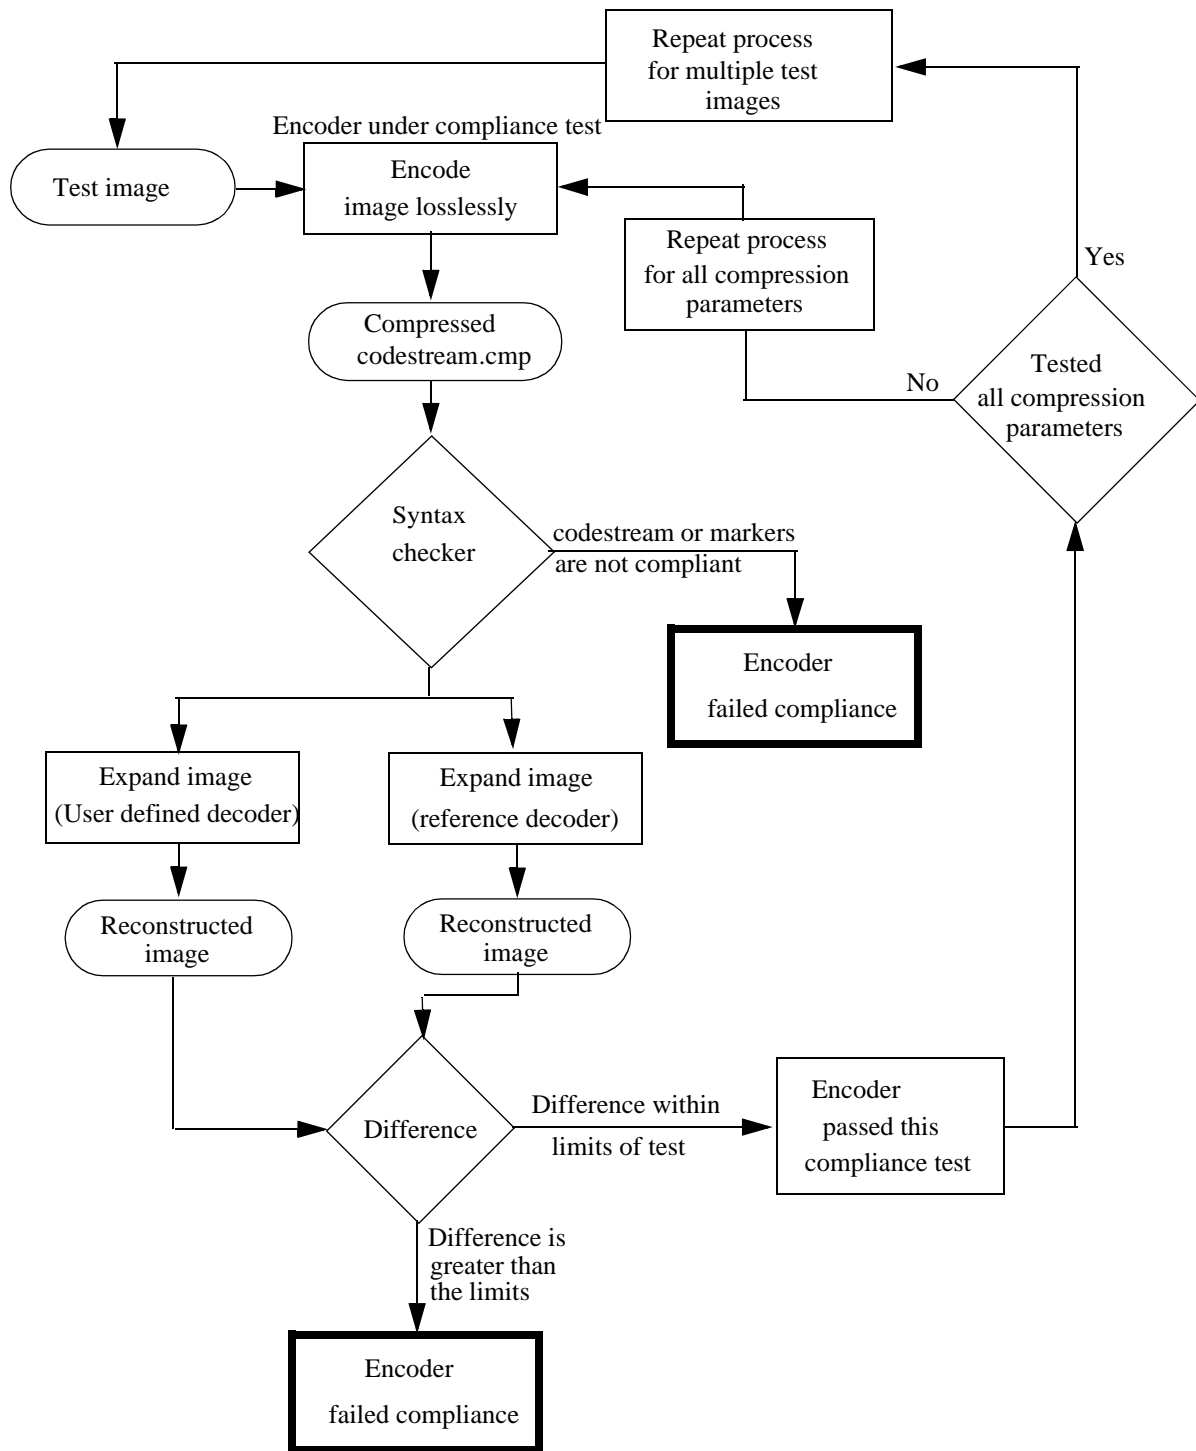 Repeat process
for multiple test
images
Encoder under compliance test
Test image
Encode
image losslessly
Repeat process
for all compression
parameters
Yes
Compressed
codestream.cmp
No
Tested
all compression
parameters
Syntax
checker
codestream or markers
are not compliant
Encoder
failed compliance
Expand image
(User defined decoder)
Expand image
(reference decoder)
Reconstructed
image
Reconstructed
image
Difference
Difference within
limits of test
Encoder
passed this
compliance test
Difference is
greater than
the limits
Encoder
failed compliance